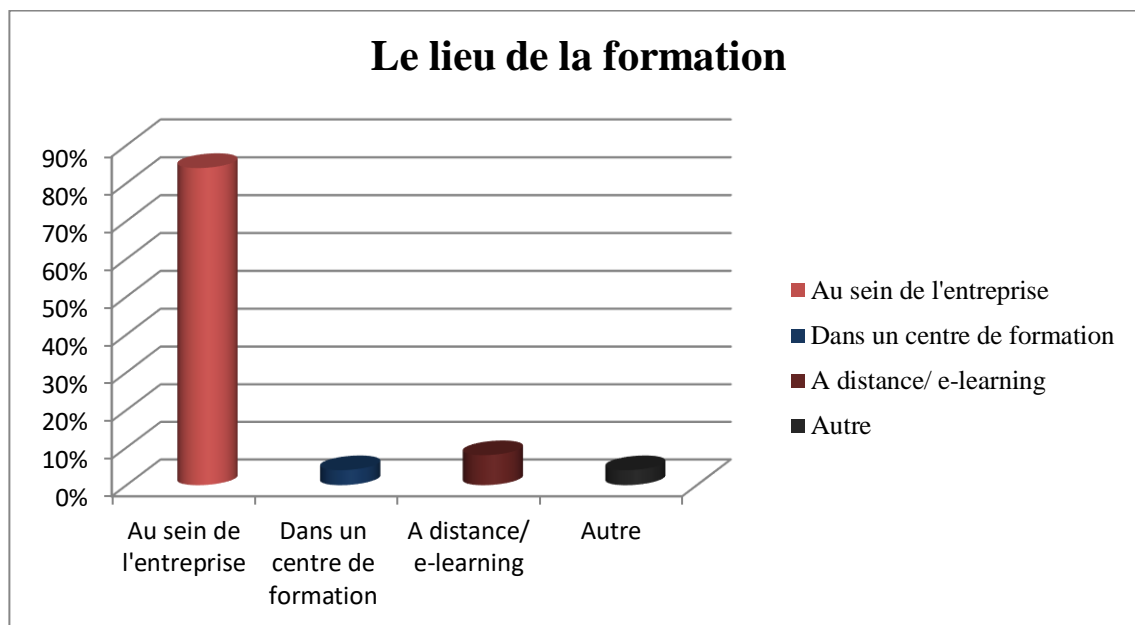 Le lieu de la formation
90%
80%
70%
60%
50%
40%
30%
20%
10%
0%
Au sein de
l'entreprise
Dans un
centre de
formation
A distance/
e-learning
Autre
Au sein de l'entreprise
Dans un centre de formation
A distance/ e-learning
Autre